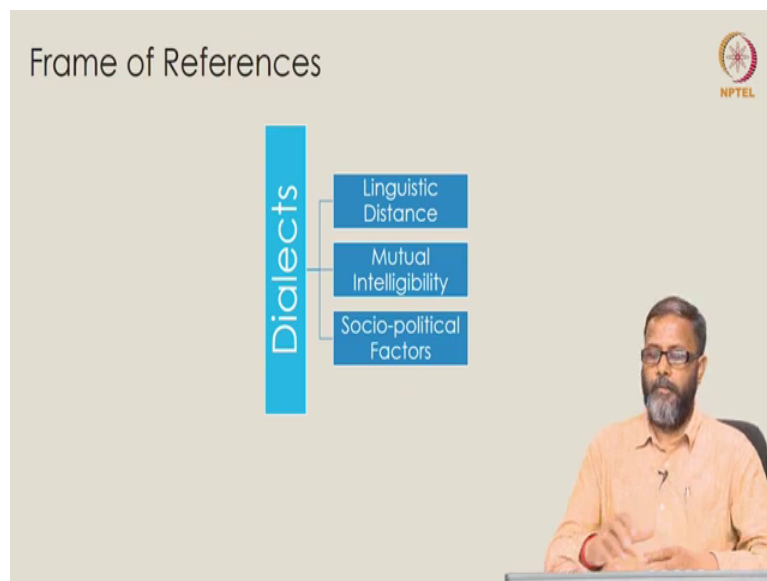 Frame of References
NPTEL
Dialects
Linguistic
Distance
Mutual
Intelligibility
Socio-political
Factors